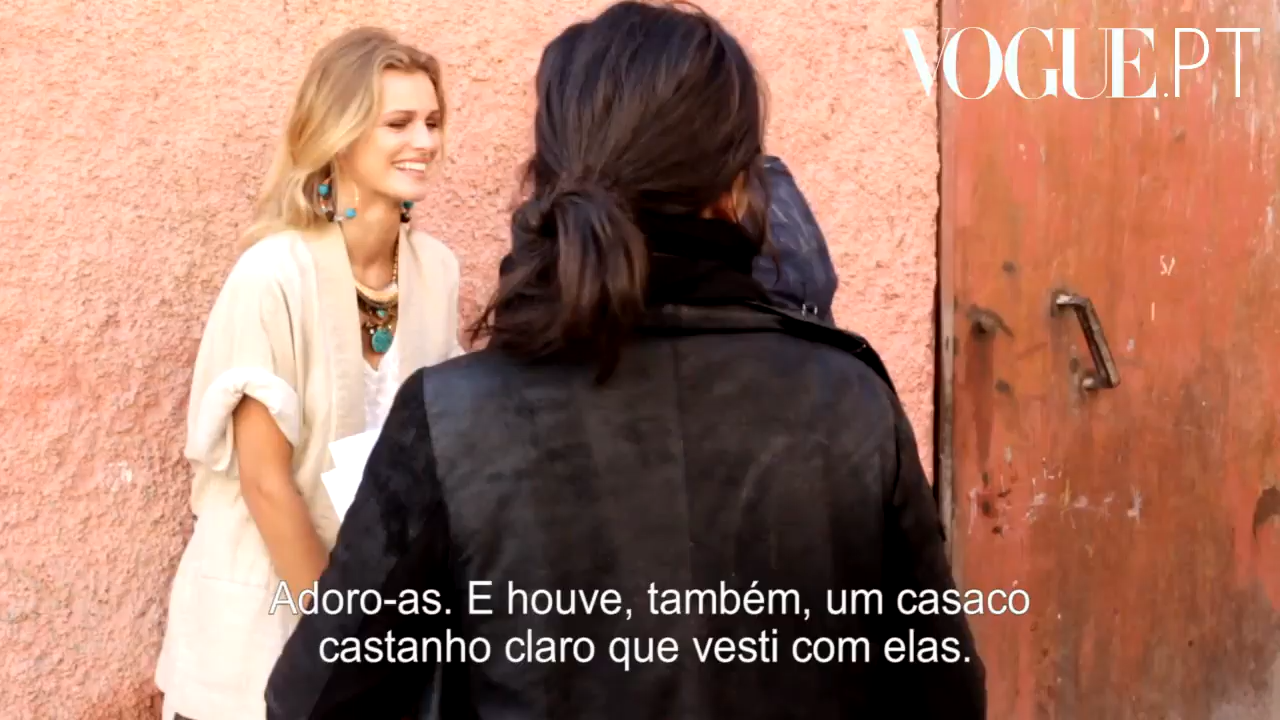 VOGUE.PT
Adoro-as. E houve, também, um casaco
castanho claro que vesti com elas.